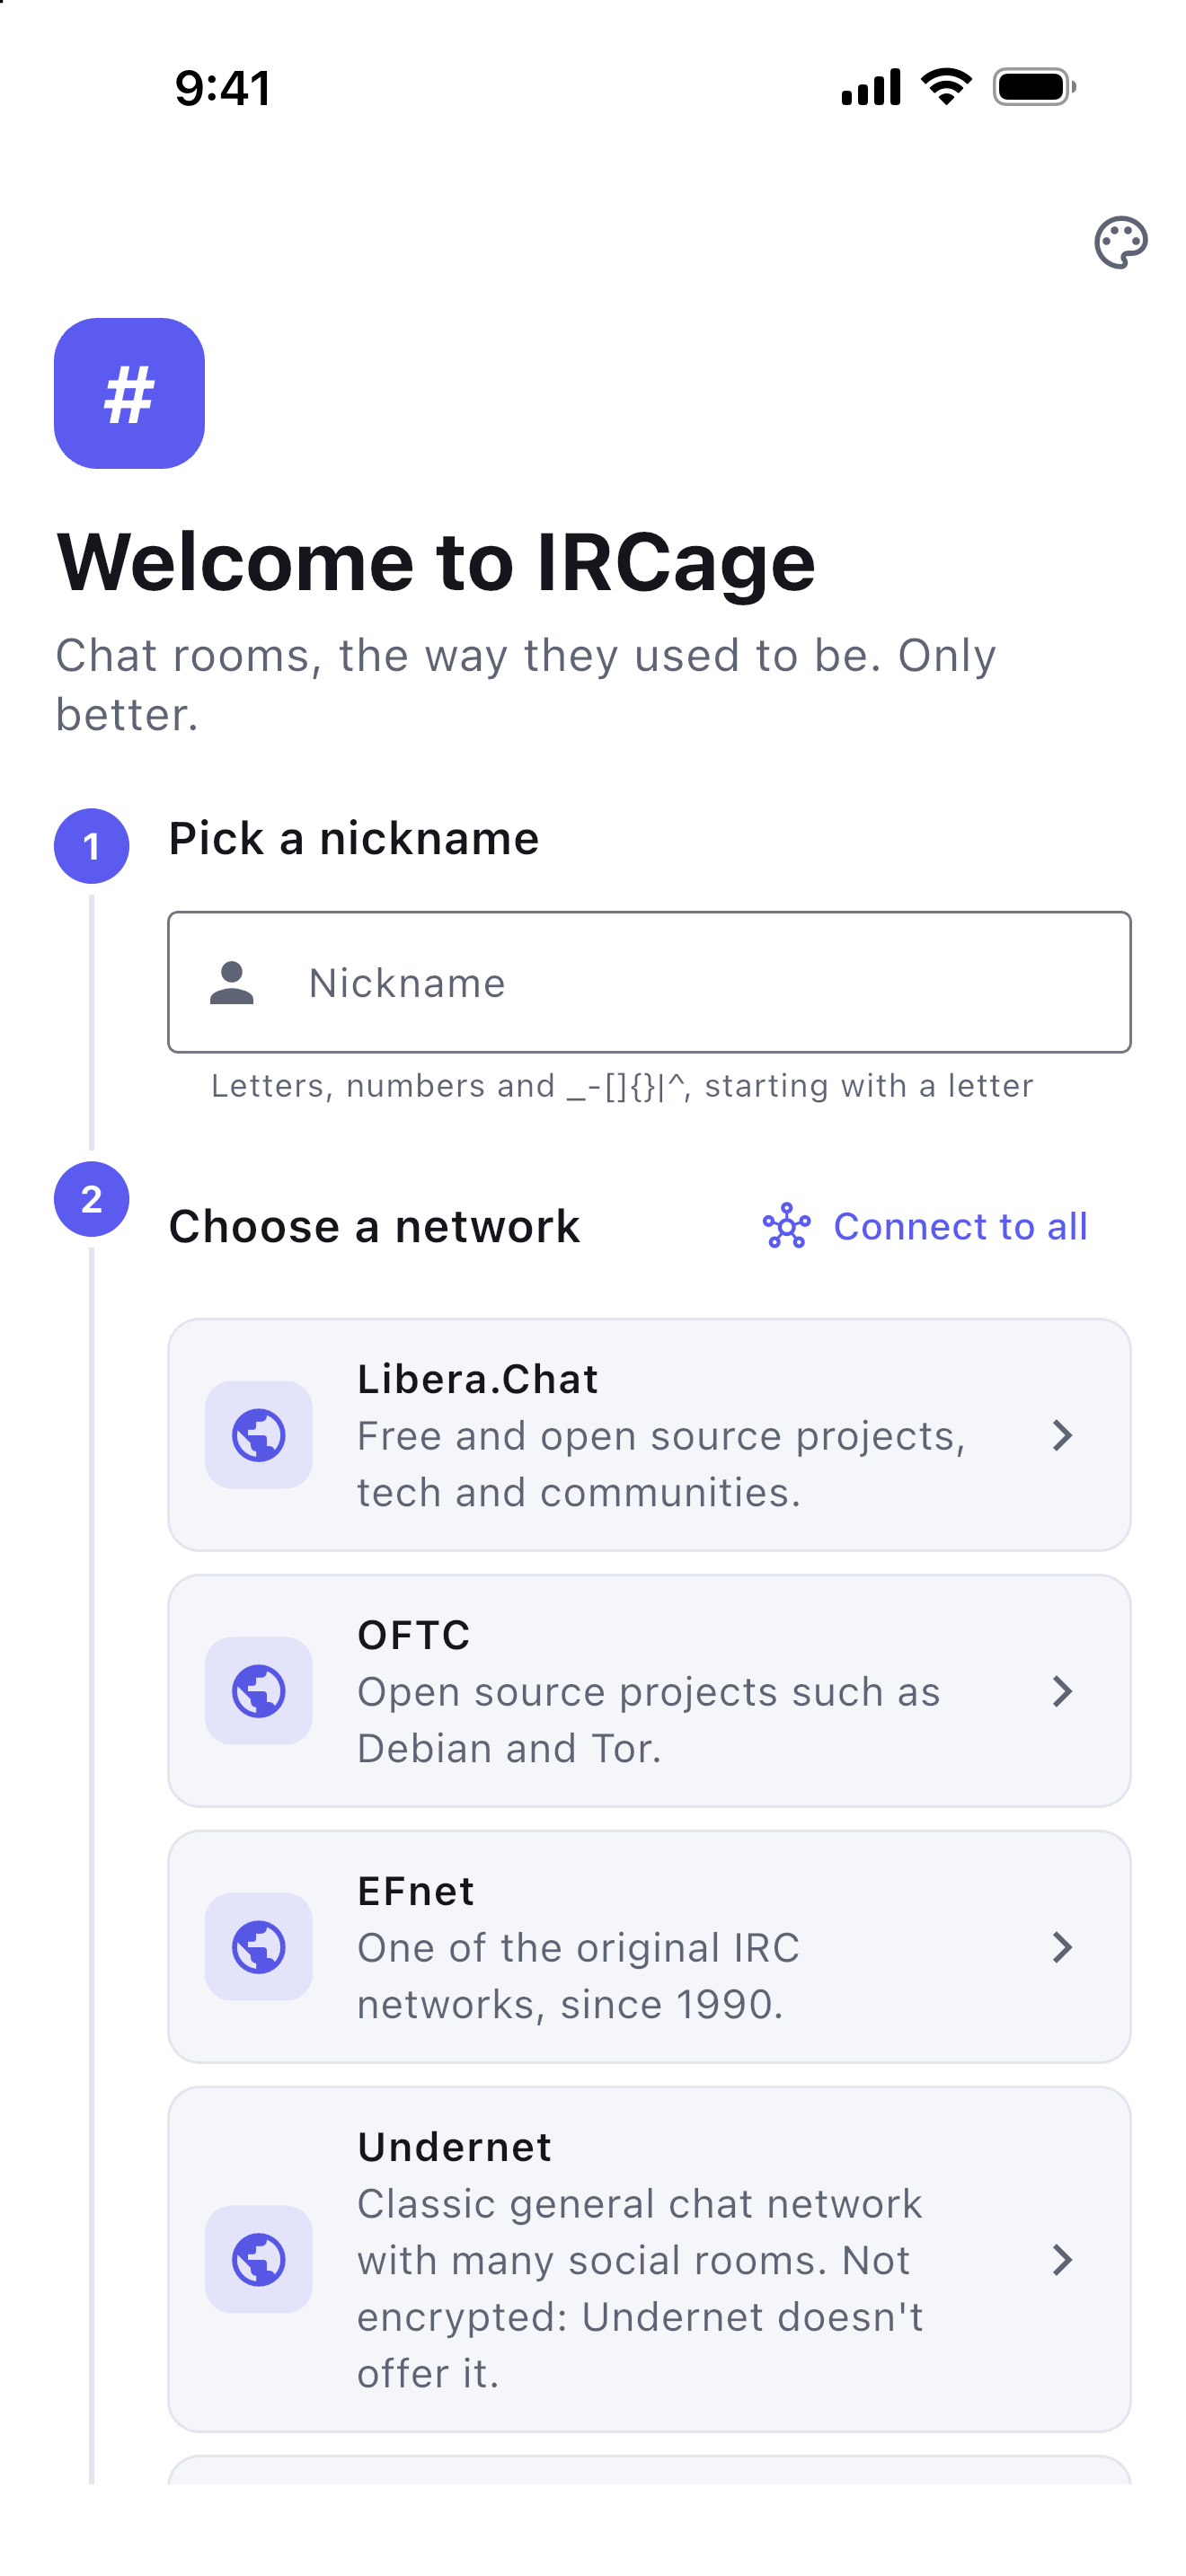 9:41
#
Welcome to IRCage
Chat rooms, the way they used to be. Only
better.
1
Pick a nickname
Nickname
Letters, numbers and _-[]{}|^, starting with a letter
2
Choose a network
Connect to all
Libera.Chat
Free and open source projects,
tech and communities.
OFTC
Open source projects such as
Debian and Tor.
EFnet
One of the original IRC
networks, since 1990.
Undernet
Classic general chat network
with many social rooms. Not
encrypted: Undernet doesn't
offer it.